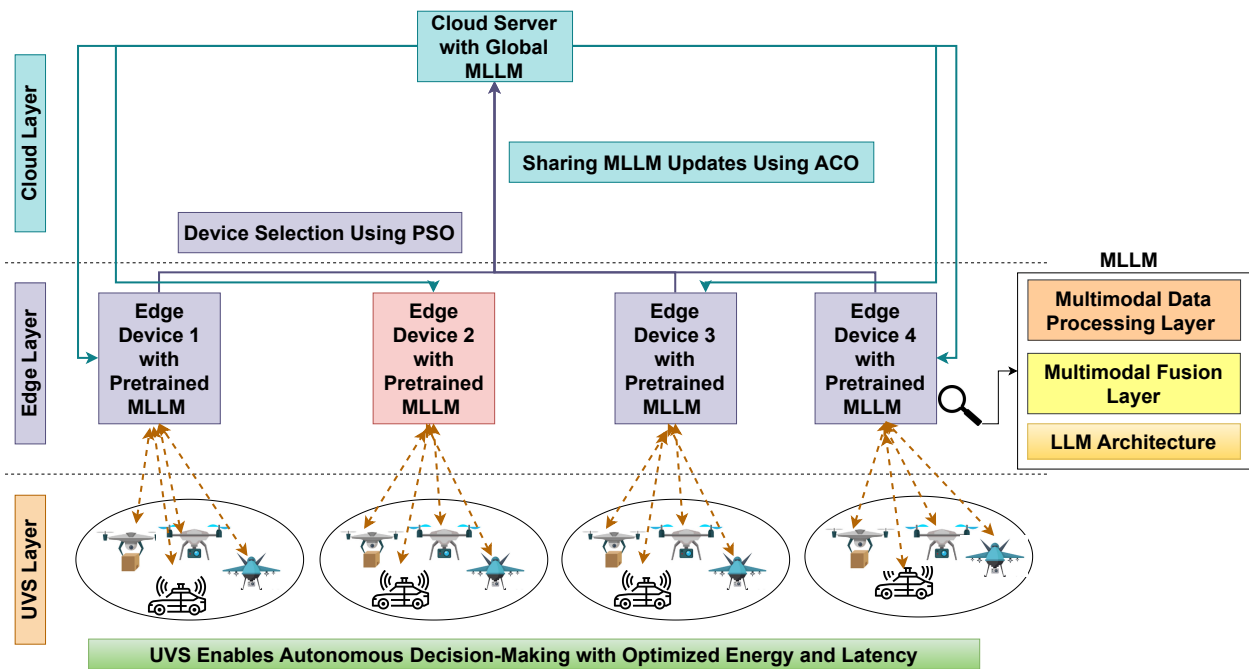 Cloud Server
with Global
MLLM
Cloud Layer
Sharing MLLM Updates Using ACO
Device Selection Using PSO
Edge Layer
Edge
Device 1
with
Pretrained
MLLM
Edge
Device 2
with
Pretrained
MLLM
Edge
Device 3
with
Pretrained
MLLM
Edge
Device 4
with
Pretrained
MLLM
MLLM
Multimodal Data
Processing Layer
Multimodal Fusion
Layer
LLM Architecture
UVS Layer
UVS Enables Autonomous Decision-Making with Optimized Energy and Latency